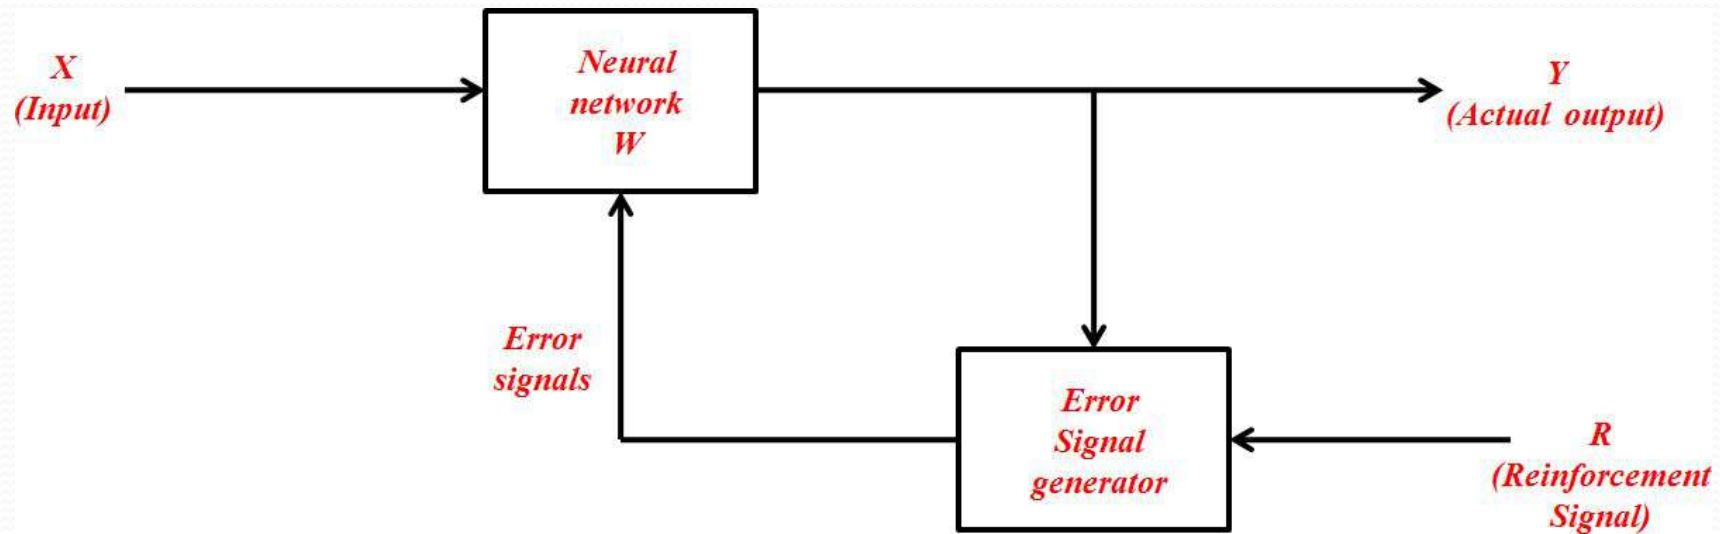 X
(Input)
Neural
network
W
Y
(Actual output)
Error
signals
Error
Signal
generator
R
(Reinforcement
Signal)